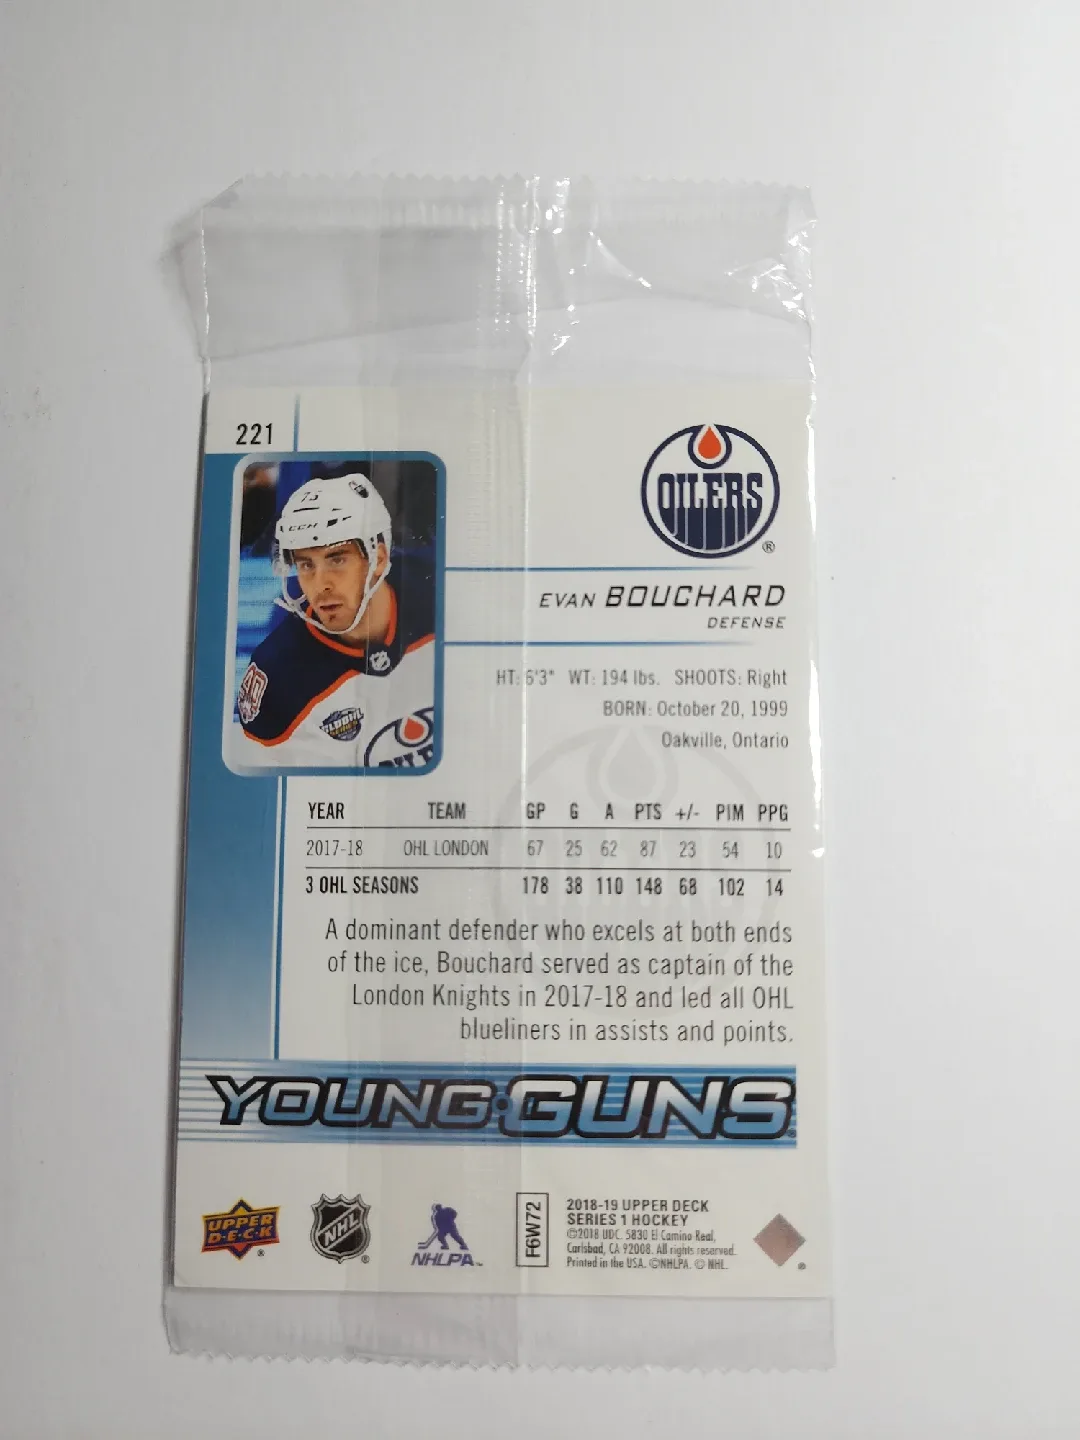 221
75
CCM
OILERS
®
EVAN BOUCHARD
DEFENSE
HT: 6'3" WT: 194 lbs. SHOOTS: Right
BORN: October 20, 1999
Oakville, Ontario
YEAR TEAM GP G A PTS +/- PIM PPG
2017-18 OHL LONDON 67 25 62 87 23 54 10
3 OHL SEASONS 178 38 110 148 68 102 14
A dominant defender who excels at both ends
of the ice, Bouchard served as captain of the
London Knights in 2017-18 and led all OHL
blueliners in assists and points.
YOUNG GUNS
UPPER
D·E·C·K
®
NHL
®
NHLPA
F6W72
2018-19 UPPER DECK
SERIES 1 HOCKEY
©2018 UDC. 5830 El Camino Real,
Carlsbad, CA 92008. All rights reserved.
Printed in the USA. ©NHLPA. © NHL.